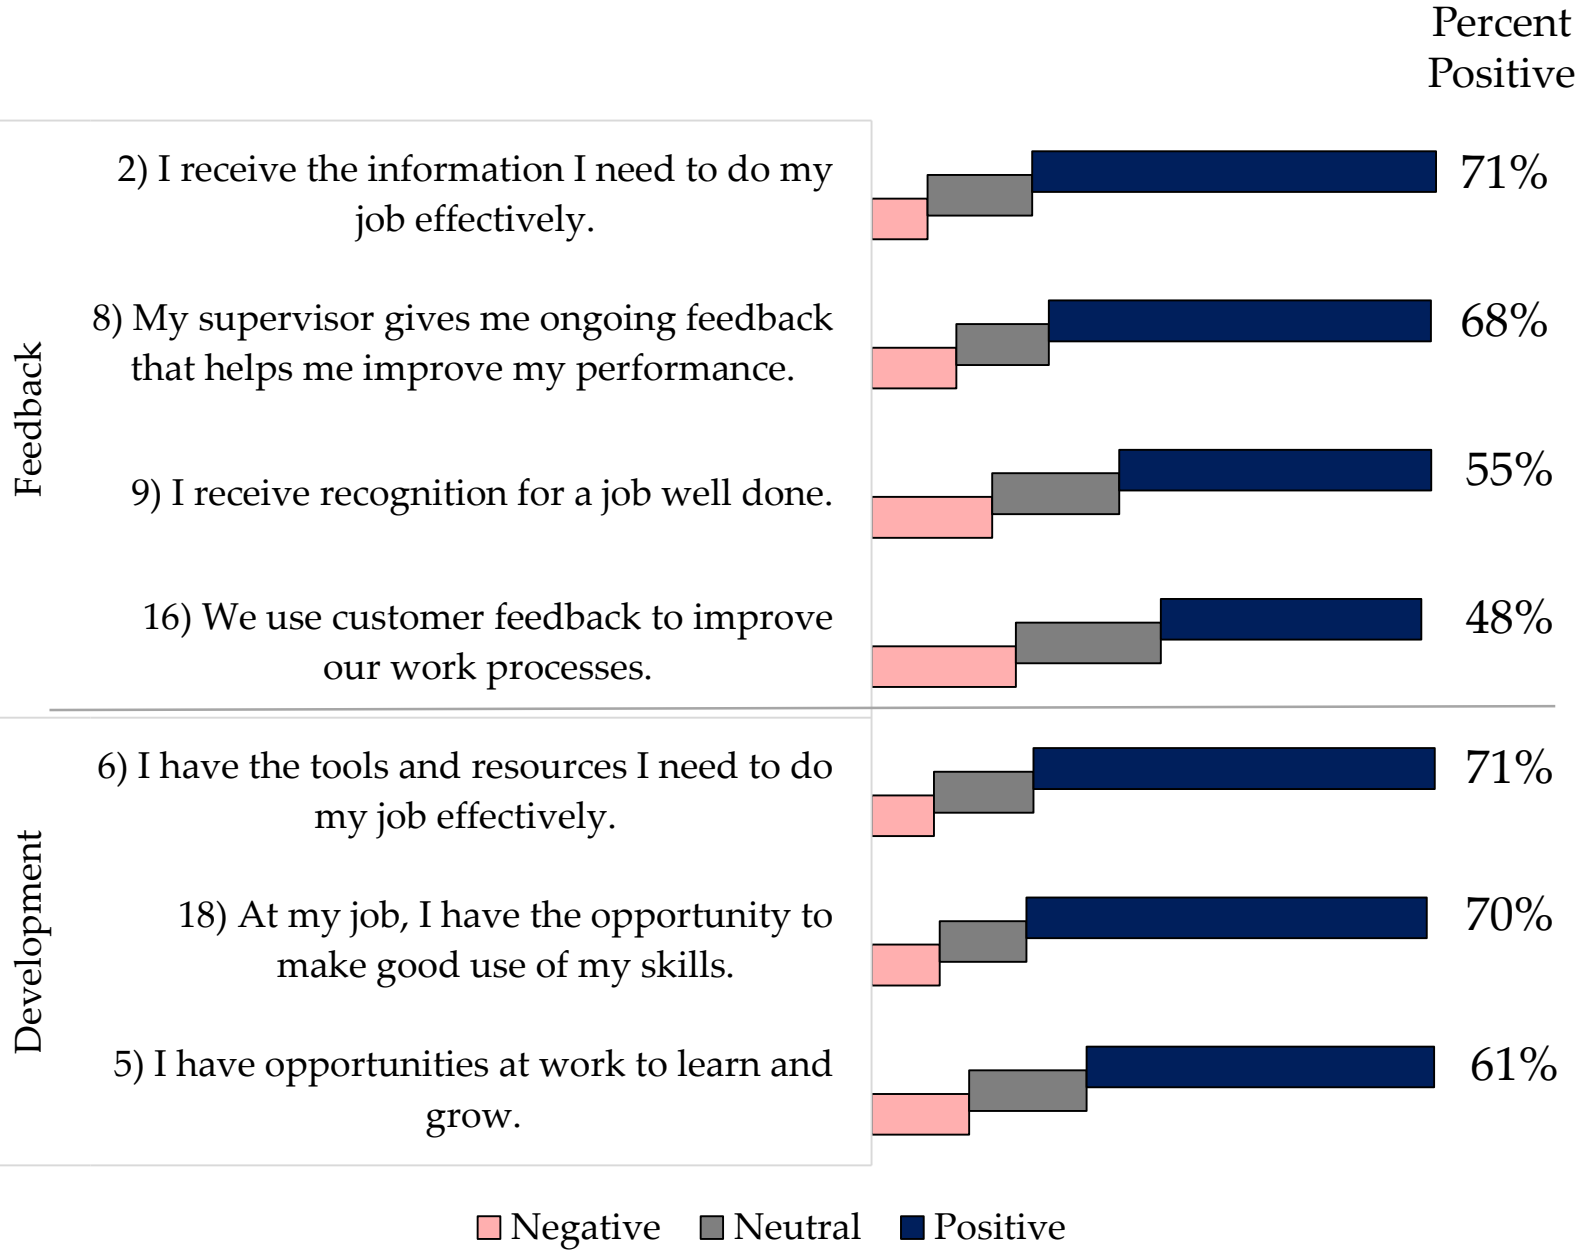 Percent
Positive
Feedback
2) I receive the information I need to do my
job effectively.
71%
8) My supervisor gives me ongoing feedback
that helps me improve my performance.
68%
9) I receive recognition for a job well done.
55%
16) We use customer feedback to improve
our work processes.
48%
Development
6) I have the tools and resources I need to do
my job effectively.
71%
18) At my job, I have the opportunity to
make good use of my skills.
70%
5) I have opportunities at work to learn and
grow.
61%
Negative Neutral Positive